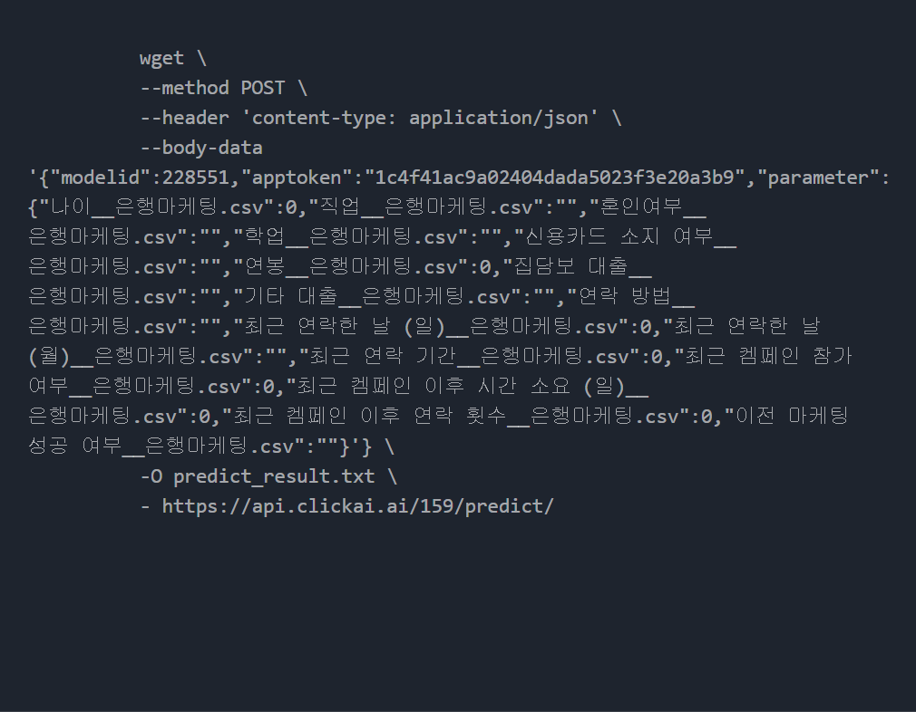 wget \
--method POST \
--header 'content-type: application/json' \
--body-data
'{"modelid":228551,"apptoken":"1c4f41ac9a02404dada5023f3e20a3b9","parameter":
{"나이__은행마케팅.csv":0,"직업__은행마케팅.csv":"","혼인여부__
은행마케팅.csv":"","학업__은행마케팅.csv":"","신용카드 소지 여부__
은행마케팅.csv":"","연봉__은행마케팅.csv":0,"집담보 대출__
은행마케팅.csv":"","기타 대출__은행마케팅.csv":"","연락 방법__
은행마케팅.csv":"","최근 연락한 날 (일)__은행마케팅.csv":0,"최근 연락한 날
(월)__은행마케팅.csv":"","최근 연락 기간__은행마케팅.csv":0,"최근 켐페인 참가
여부__은행마케팅.csv":0,"최근 켐페인 이후 시간 소요 (일)__
은행마케팅.csv":0,"최근 켐페인 이후 연락 횟수__은행마케팅.csv":0,"이전 마케팅
성공 여부__은행마케팅.csv":""}'} \
-O predict_result.txt \
- https://api.clickai.ai/159/predict/